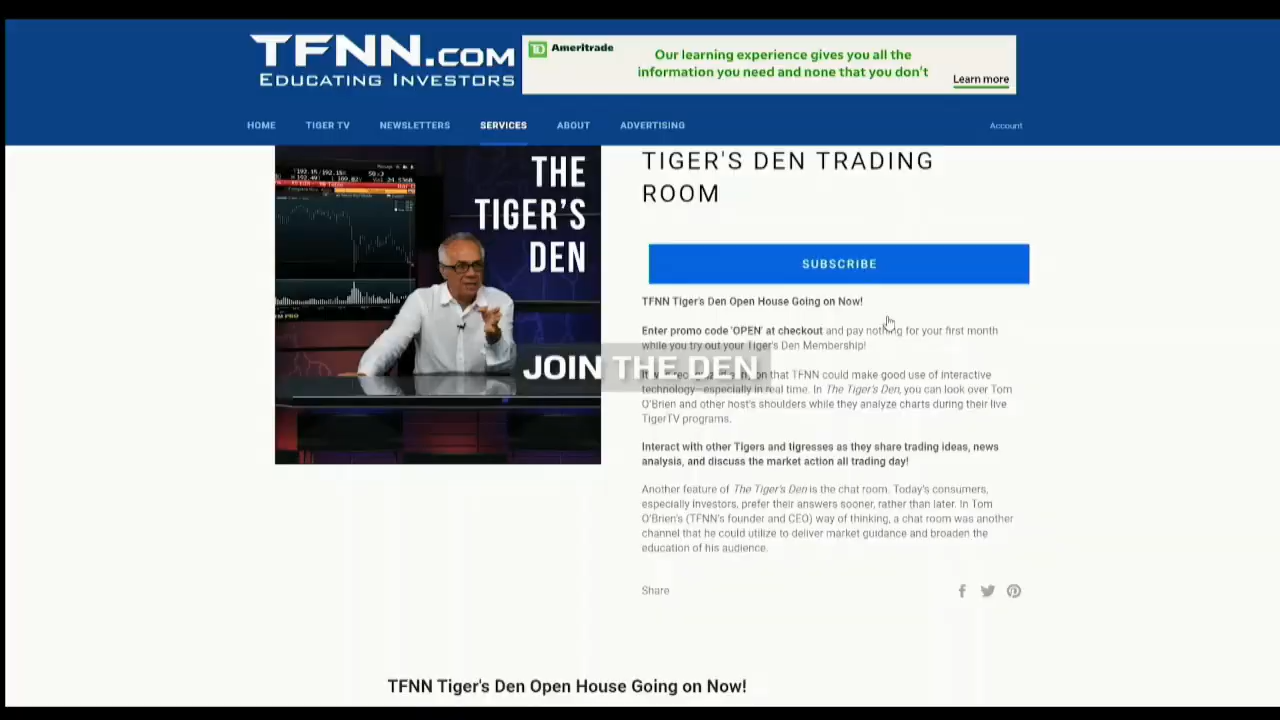 TFNN.COM
EDUCATING INVESTORS
TD Ameritrade
Our learning experience gives you all the
information you need and none that you don't
Learn more
HOME TIGER TV NEWSLETTERS SERVICES ABOUT ADVERTISING Account
THE
TIGER'S
DEN
TIGER'S DEN TRADING
ROOM
SUBSCRIBE
TFNN Tiger's Den Open House Going on Now!
Enter promo code 'OPEN' at checkout and pay nothing for your first month
while you try out your Tiger's Den Membership!
JOIN THE DEN
that TFNN could make good use of interactive
technology—especially in real time. In The Tiger's Den, you can look over Tom
O'Brien and other host's shoulders while they analyze charts during their live
TigerTV programs.
Interact with other Tigers and tigresses as they share trading ideas, news
analysis, and discuss the market action all trading day!
Another feature of The Tiger's Den is the chat room. Today's consumers,
especially investors, prefer their answers sooner, rather than later. In Tom
O'Brien's (TFNN's founder and CEO) way of thinking, a chat room was another
channel that he could utilize to deliver market guidance and broaden the
education of his audience.
Share
TFNN Tiger's Den Open House Going on Now!